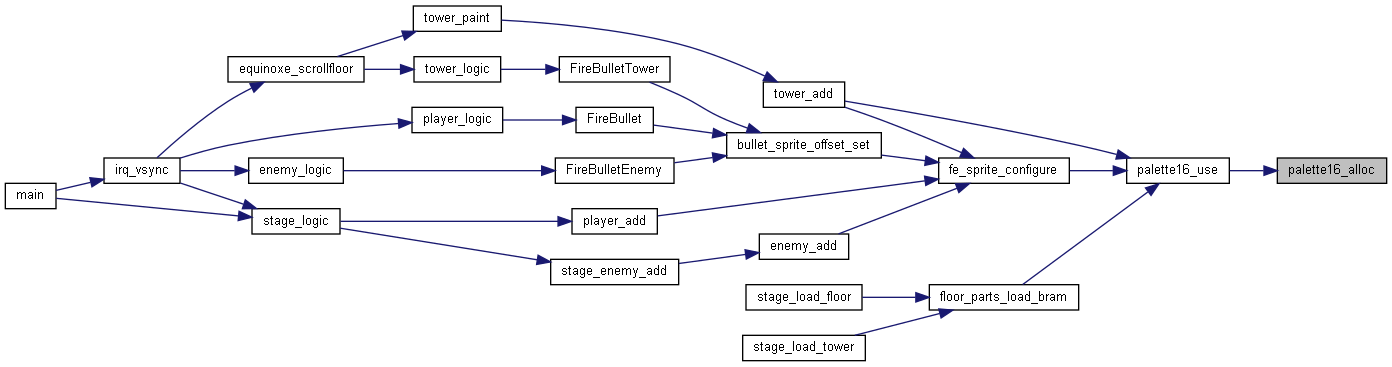 tower_paint
equinoxe_scrollfloor
tower_logic
FireBulletTower
tower_add
player_logic
FireBullet
bullet_sprite_offset_set
irq_vsync
enemy_logic
FireBulletEnemy
fe_sprite_configure
palette16_use
palette16_alloc
main
stage_logic
player_add
enemy_add
stage_enemy_add
stage_load_floor
floor_parts_load_bram
stage_load_tower